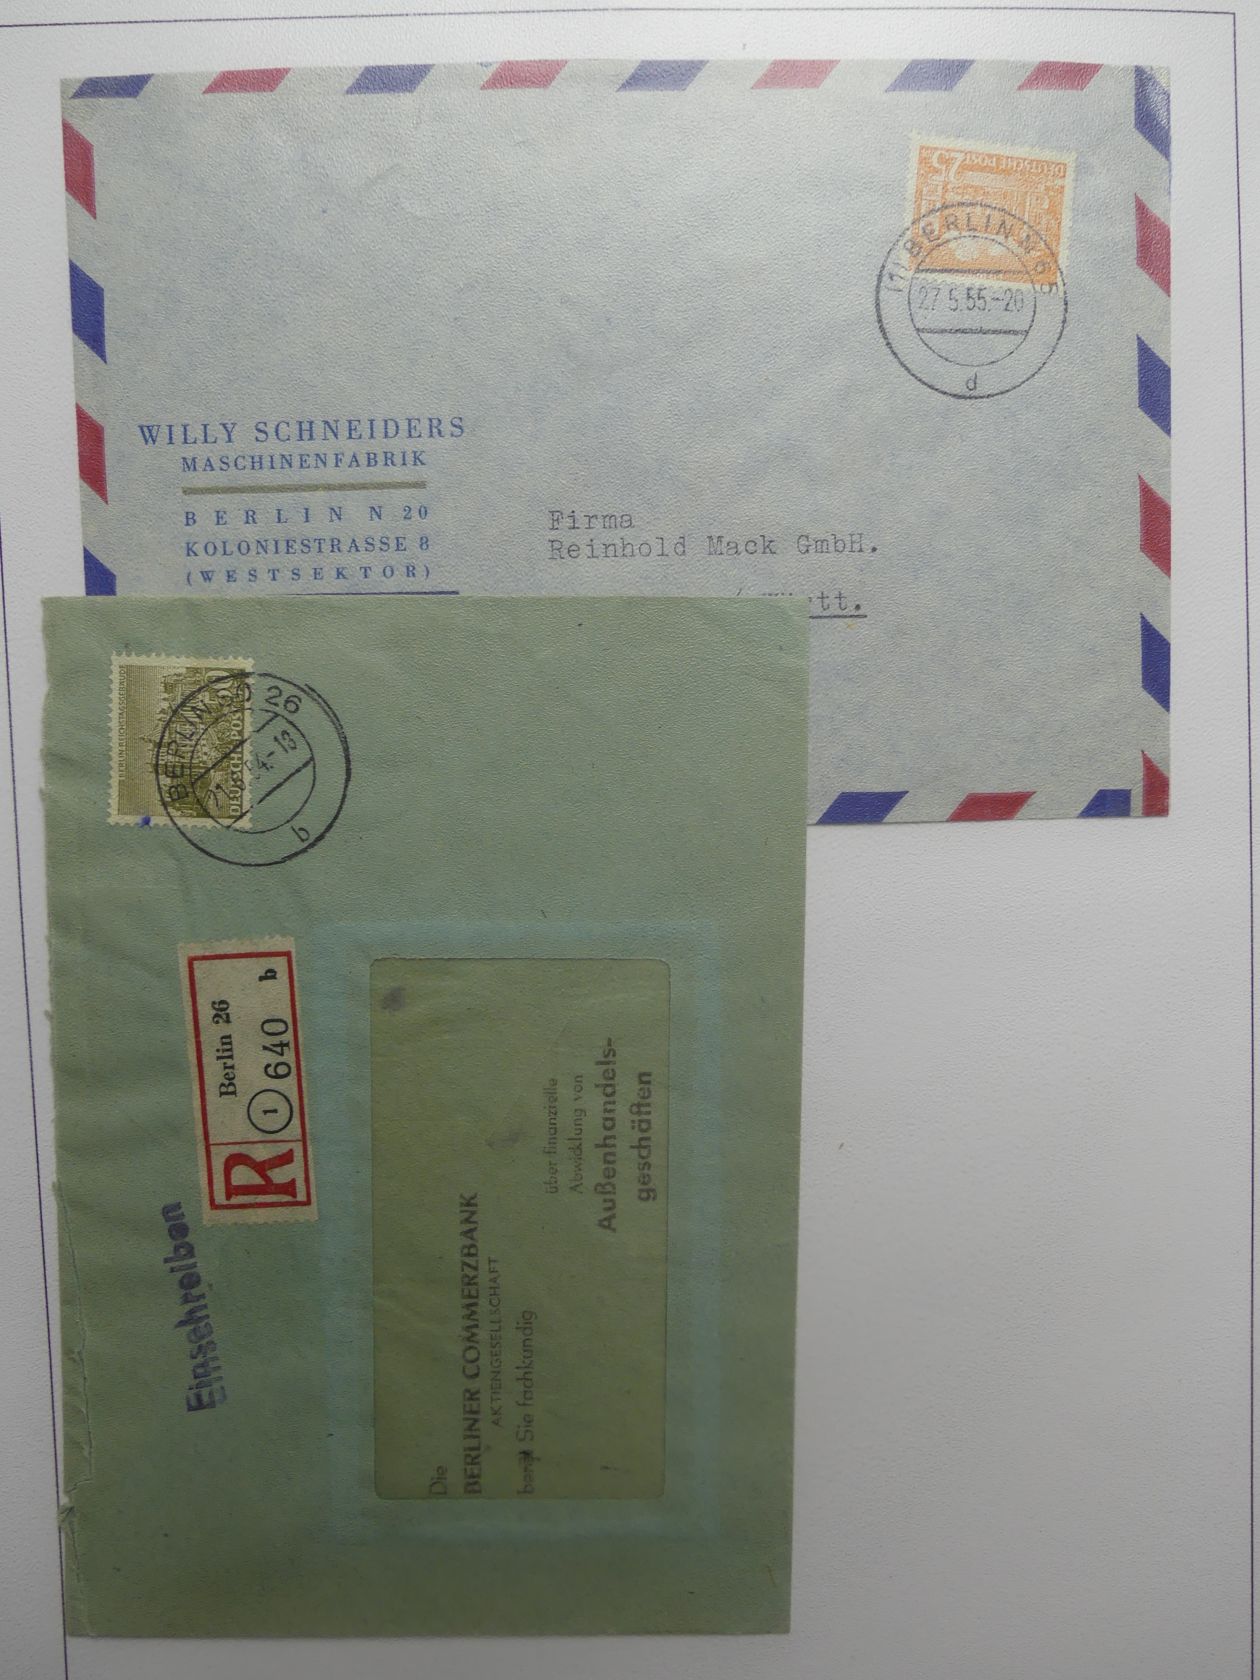 25 DEUTSCHE POST
(1) BERLIN N 65
27.5.55.-20
d
WILLY SCHNEIDERS
MASCHINENFABRIK
BERLIN N 20
KOLONIESTRASSE 8
(WESTSEKTOR)
Firma
Reinhold Mack GmbH.
BERLIN REICHSTAGSGEBÄUDE
DEUTSCHE POST
BERLIN 26
b
Einschreiben
R
Berlin 26
1
640 b
Die
BERLINER COMMERZBANK
AKTIENGESELLSCHAFT
berät Sie fachkundig
über finanzielle
Abwicklung von
Außenhandels-
geschäften